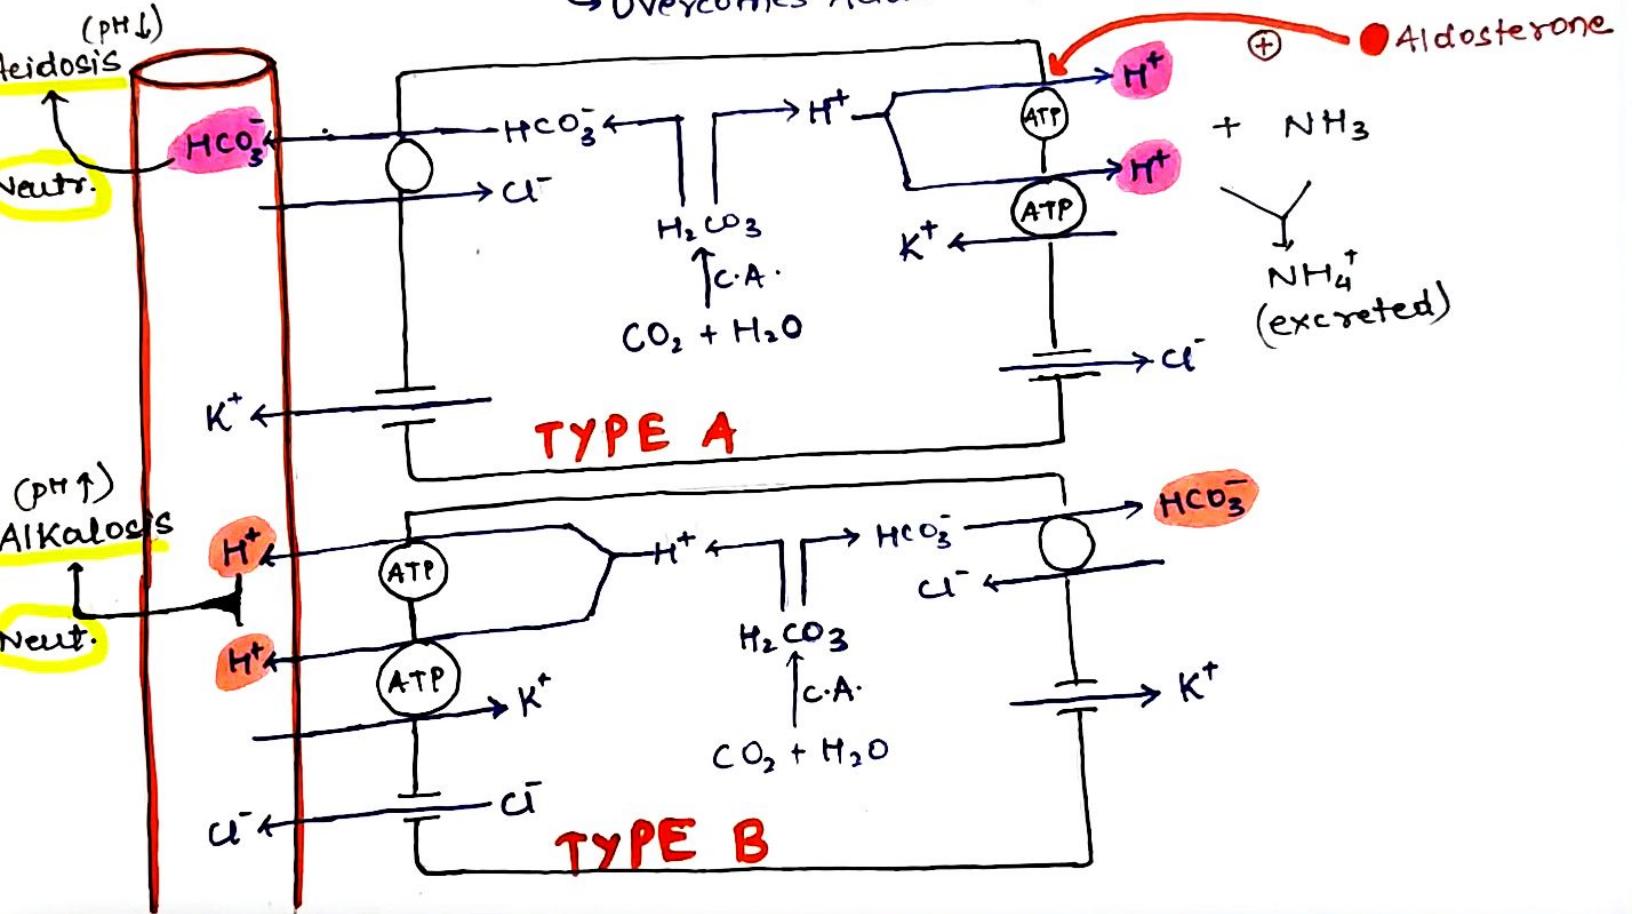 ↳ Overcomes
(pH↓)
Acidosis
Neutr.
HCO₃⁻
HCO₃⁻
Cl⁻
H₂CO₃
C.A.
CO₂ + H₂O
K⁺
H⁺
ATP
H⁺
⊕
Aldosterone
ATP
H⁺
K⁺
Cl⁻
+ NH₃
NH₄⁺
(excreted)
TYPE A
(pH↑)
Alkalosis
Neut.
H⁺
H⁺
ATP
ATP
K⁺
Cl⁻
Cl⁻
H⁺
HCO₃⁻
H₂CO₃
C.A.
CO₂ + H₂O
HCO₃⁻
Cl⁻
K⁺
TYPE B